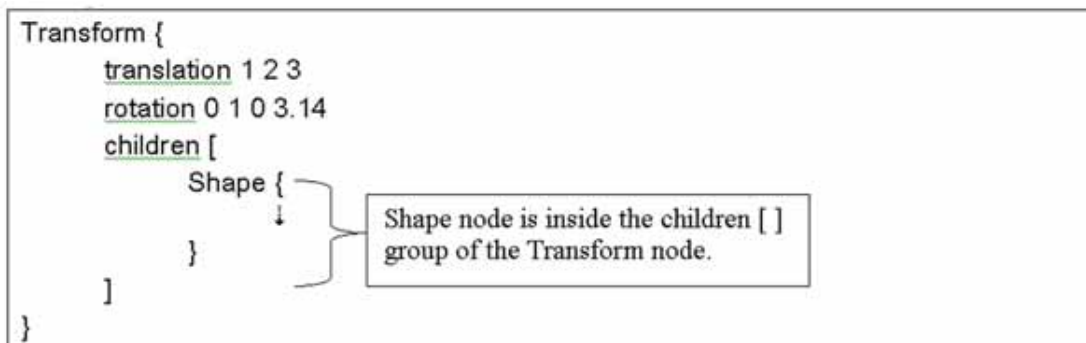 Transform {
translation 1 2 3
rotation 0 1 0 3.14
children [
Shape {
↓
}
]
}
Shape node is inside the children [ ]
group of the Transform node.